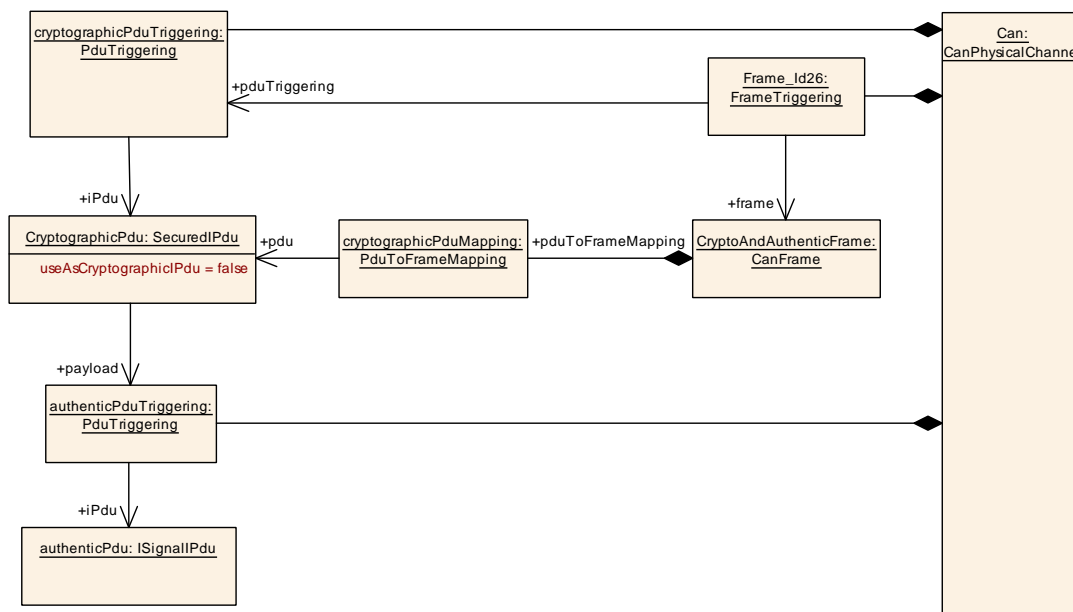 cryptographicPduTriggering:
PduTriggering
Can:
CanPhysicalChanne
+pduTriggering
Frame_Id26:
FrameTriggering
+iPdu
+frame
CryptographicPdu: SecuredIPdu
useAsCryptographicIPdu = false
+pdu
cryptographicPduMapping:
PduToFrameMapping
+pduToFrameMapping
CryptoAndAuthenticFrame:
CanFrame
+payload
authenticPduTriggering:
PduTriggering
+iPdu
authenticPdu: ISignalIPdu